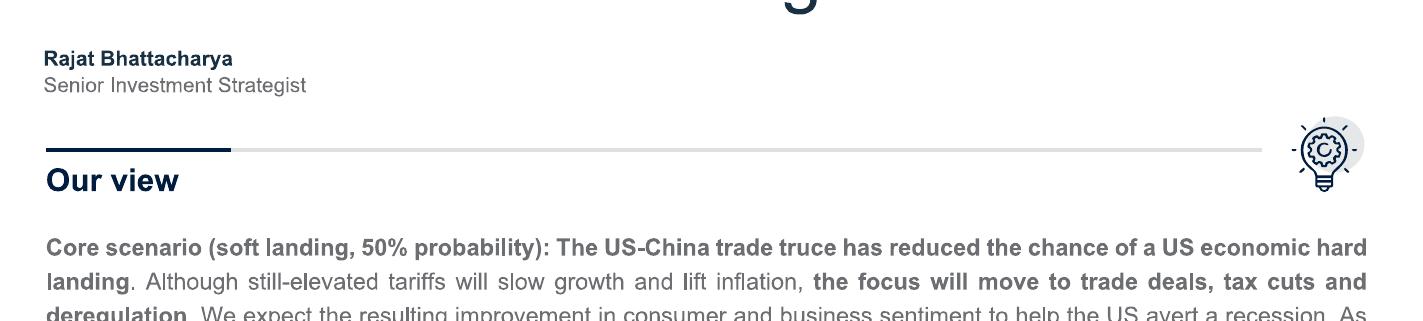 Rajat Bhattacharya
Senior Investment Strategist
Our view
Core scenario (soft landing, 50% probability): The US-China trade truce has reduced the chance of a US economic hard
landing. Although still-elevated tariffs will slow growth and lift inflation, the focus will move to trade deals, tax cuts and
deregulation. We expect the resulting improvement in consumer and business sentiment to help the US avert a recession. As